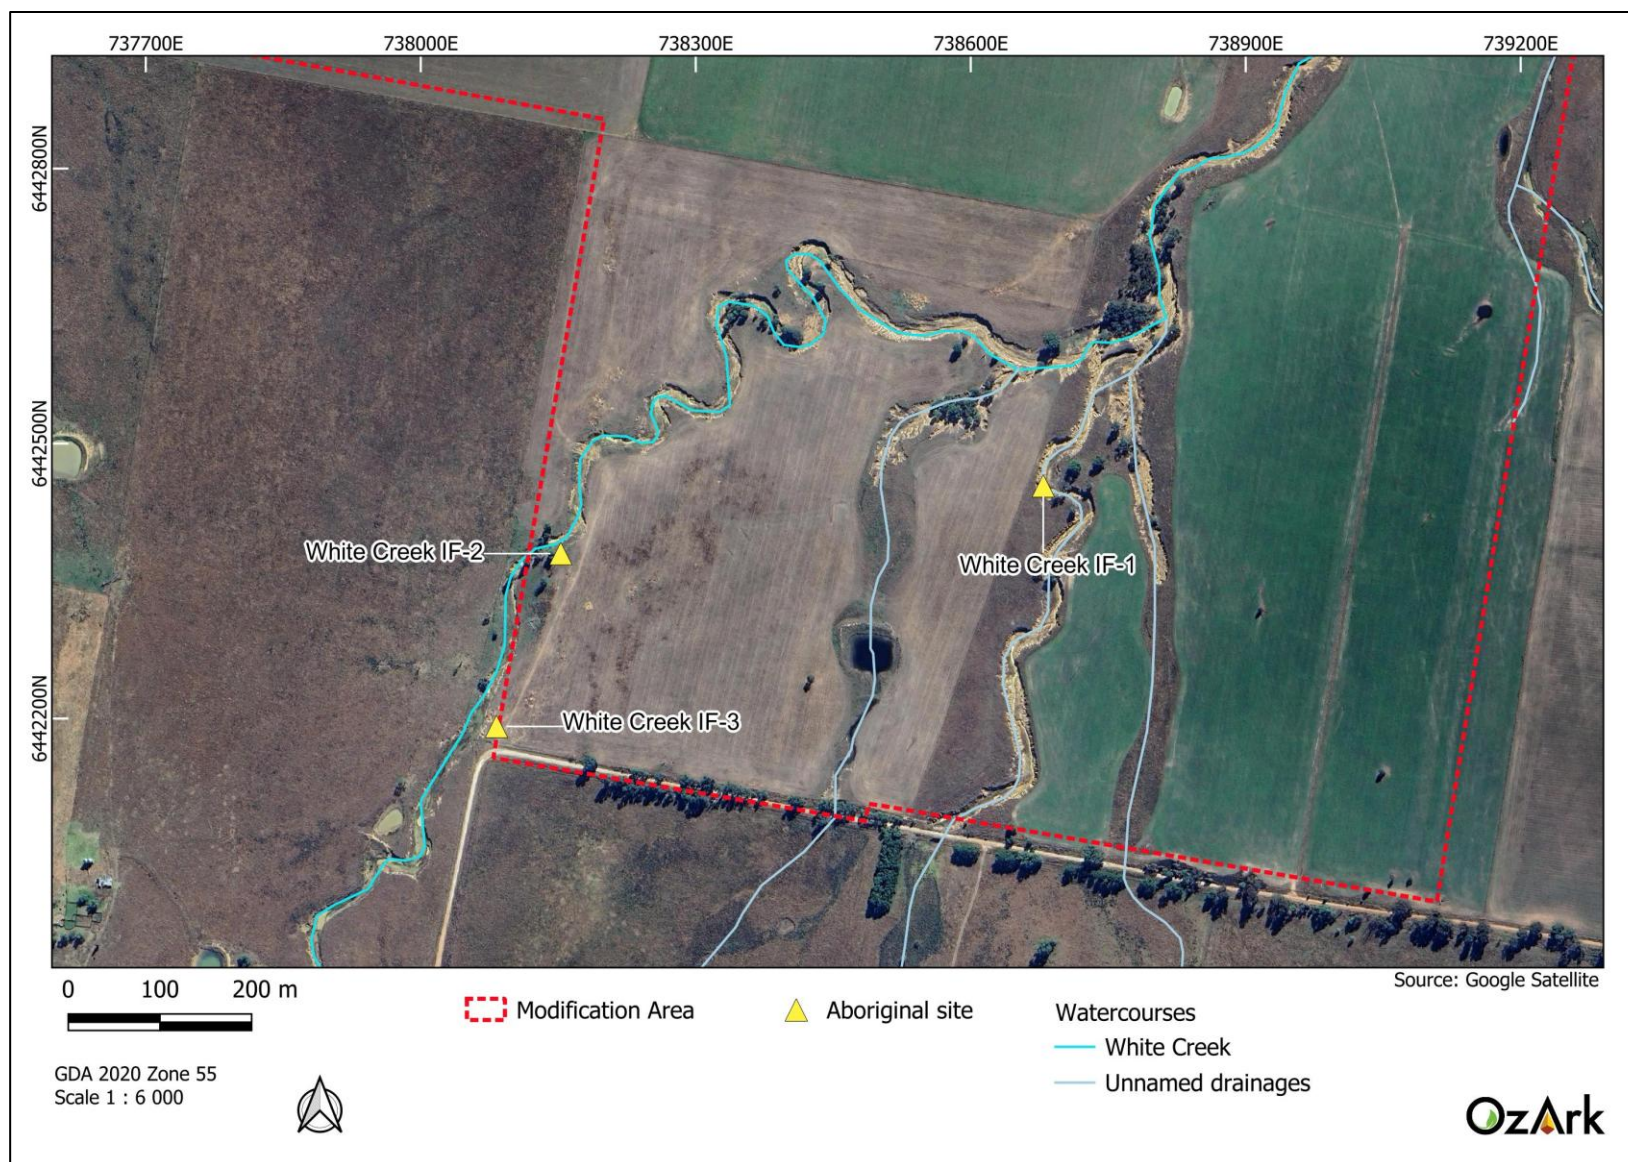 737700E 738000E 738300E 738600E 738900E 739200E
6442800N
6442500N
6442200N
White Creek IF-2
White Creek IF-1
White Creek IF-3
Source: Google Satellite
0 100 200 m
Modification Area
Aboriginal site
Watercourses
White Creek
Unnamed drainages
GDA 2020 Zone 55
Scale 1 : 6 000
OzArk